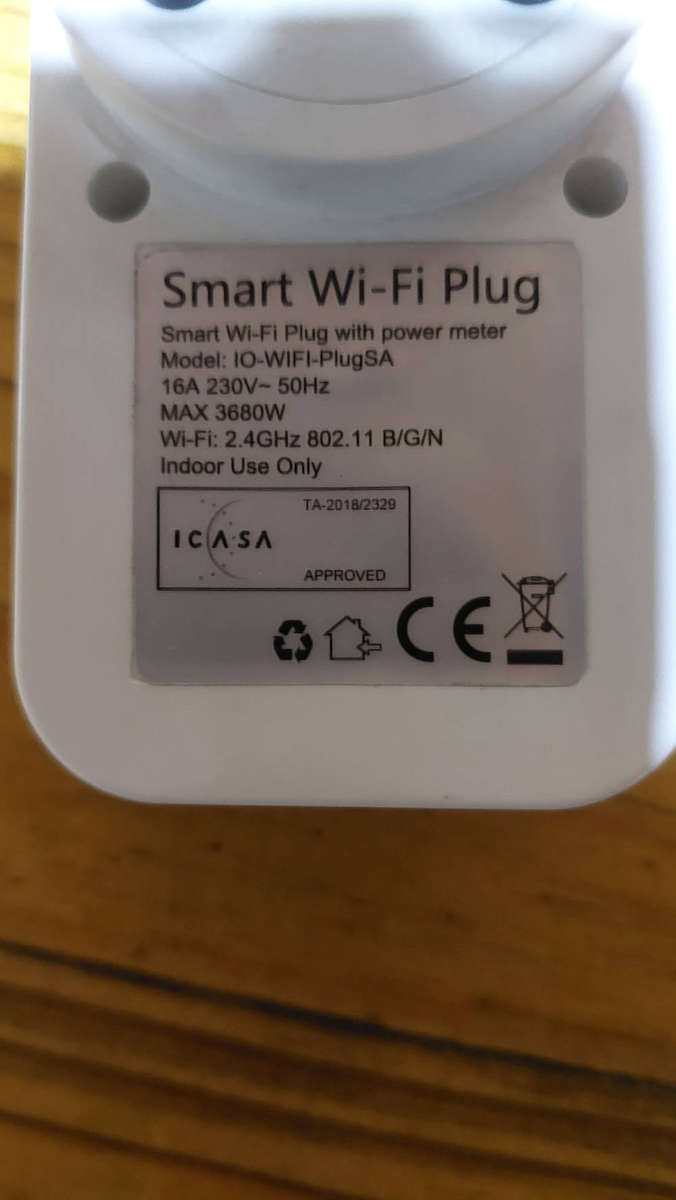 Smart Wi-Fi Plug
Smart Wi-Fi Plug with power meter
Model: IO-WIFI-PlugSA
16A 230V~ 50Hz
MAX 3680W
Wi-Fi: 2.4GHz 802.11 B/G/N
Indoor Use Only
TA-2018/2329
ICASA
APPROVED
CE